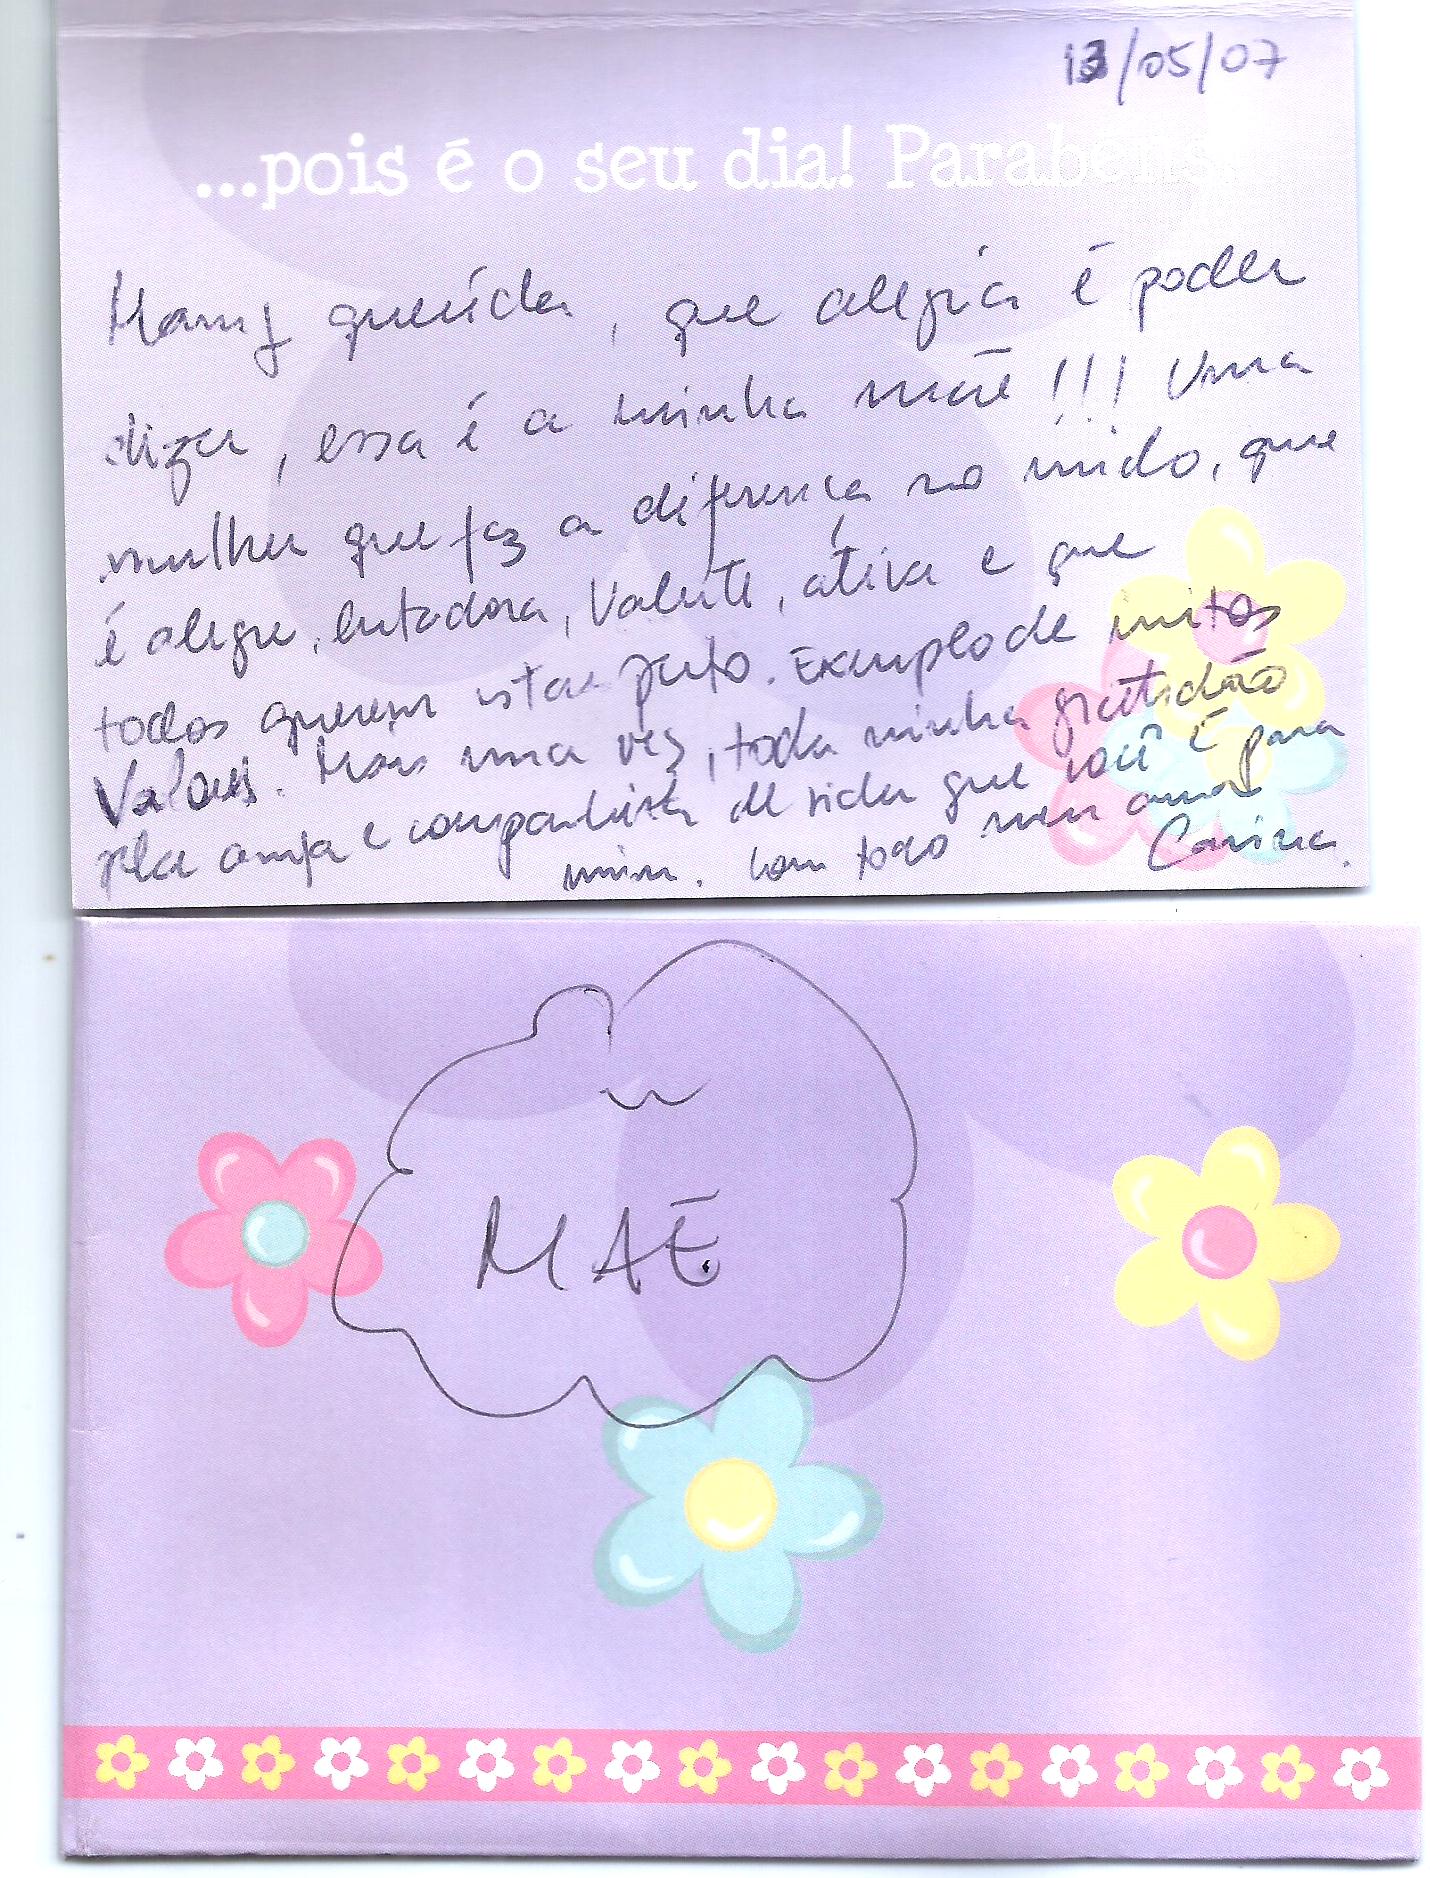 13/05/07
...pois é o seu dia! Parabéns!
Mamy querida, que alegria é poder
dizer, essa é a minha mãe!!! Uma
mulher que faz a diferença no mundo, que
é alegre, lutadora, Valente, ativa e que
todos querem estar perto. Exemplo de muitos
Valores. Mais uma vez, toda minha gratidão
pela amiga e companheira de vida que você é para
mim. Com todo meu amor
Carina.
MÃE